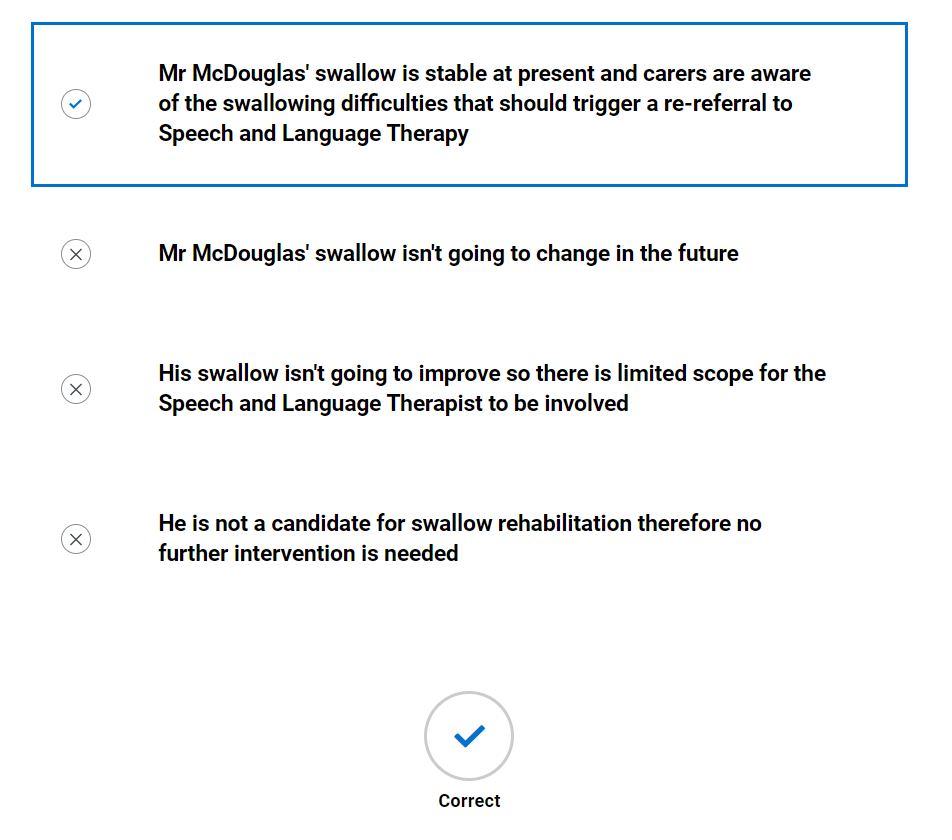 Mr McDouglas' swallow is stable at present and carers are aware
of the swallowing difficulties that should trigger a re-referral to
Speech and Language Therapy
Mr McDouglas' swallow isn't going to change in the future
His swallow isn't going to improve so there is limited scope for the
Speech and Language Therapist to be involved
He is not a candidate for swallow rehabilitation therefore no
further intervention is needed
Correct